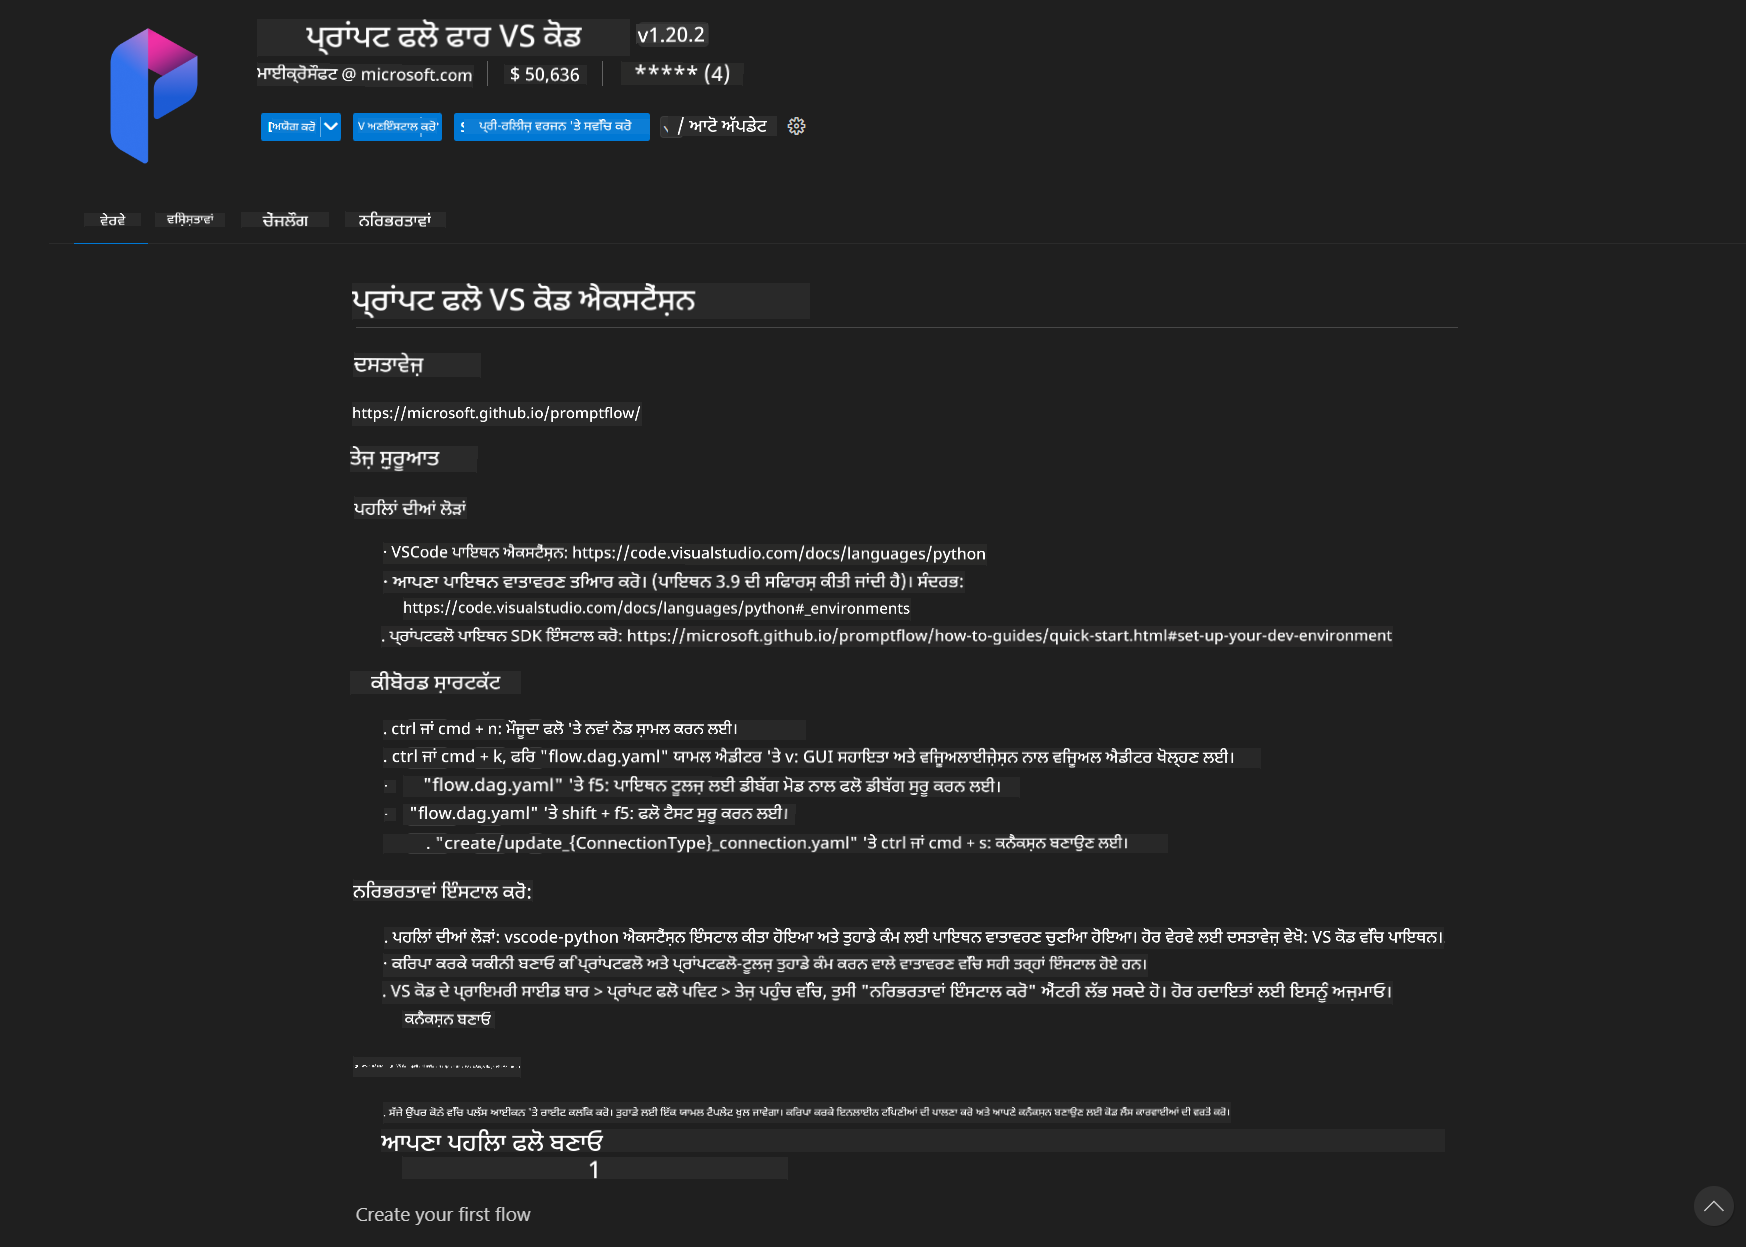 ਪ੍ਰਾਂਪਟ ਫਲੋ ਫਾਰ VS ਕੋਡ v1.20.2
ਮਾਈਕ੍ਰੋਸੌਫਟ @ microsoft.com $ 50,636 ***** (4)
ਅਯੋਗ ਕਰੋ ਅਣਇੰਸਟਾਲ ਕਰੋ ਪ੍ਰੀ-ਰਲਿੀਜ਼ ਵਰਜਨ 'ਤੇ ਸਵਚਿ ਕਰੋ / ਆਟੋ ਅੱਪਡੇਟ
ਵੇਰਵੇ ਚੇਂਜਲੌਗ ਨਰਿਭਰਤਾਵਾਂ
ਪ੍ਰਾਂਪਟ ਫਲੋ VS ਕੋਡ ਐਕਸਟੈਂਸ਼ਨ
ਦਸਤਾਵੇਜ਼
https://microsoft.github.io/promptflow/
ਤੇਜ਼ ਸ਼ੁਰੂਆਤ
ਪਹਲਿਾਂ ਦੀਆਂ ਲੋੜਾਂ
· VSCode ਪਾਇਥਨ ਐਕਸਟੈਂਸ਼ਨ: https://code.visualstudio.com/docs/languages/python
· ਆਪਣਾ ਪਾਇਥਨ ਵਾਤਾਵਰਣ ਤਆਿਰ ਕਰੋ। (ਪਾਇਥਨ 3.9 ਦੀ ਸਫਿਾਰਸ਼ ਕੀਤੀ ਜਾਂਦੀ ਹੈ)। ਸੰਦਰਭ:
https://code.visualstudio.com/docs/languages/python#_environments
. ਪ੍ਰਾਂਪਟਫਲੋ ਪਾਇਥਨ SDK ਇੰਸਟਾਲ ਕਰੋ: https://microsoft.github.io/promptflow/how-to-guides/quick-start.html#set-up-your-dev-environment
ਕੀਬੋਰਡ ਸ਼ਾਰਟਕੱਟ
. ctrl ਜਾਂ cmd + n: ਮੌਜੂਦਾ ਫਲੋ 'ਤੇ ਨਵਾਂ ਨੋਡ ਸ਼ਾਮਲ ਕਰਨ ਲਈ।
. ctrl ਜਾਂ cmd + k, ਫਰਿ "flow.dag.yaml" ਯਾਮਲ ਐਡੀਟਰ 'ਤੇ v: GUI ਸਹਾਇਤਾ ਅਤੇ ਵਜ਼ਿੂਅਲਾਈਜ਼ੇਸ਼ਨ ਨਾਲ ਵਜ਼ਿੂਅਲ ਐਡੀਟਰ ਖੋਲ੍ਹਣ ਲਈ।
· "flow.dag.yaml" 'ਤੇ f5: ਪਾਇਥਨ ਟੂਲਜ਼ ਲਈ ਡੀਬੱਗ ਮੋਡ ਨਾਲ ਫਲੋ ਡੀਬੱਗ ਸ਼ੁਰੂ ਕਰਨ ਲਈ।
· "flow.dag.yaml" 'ਤੇ shift + f5: ਫਲੋ ਟੈਸਟ ਸ਼ੁਰੂ ਕਰਨ ਲਈ।
. "create/update_{ConnectionType}_connection.yaml" 'ਤੇ ctrl ਜਾਂ cmd + s: ਕਨੈਕਸ਼ਨ ਬਣਾਉਣ ਲਈ।
ਨਰਿਭਰਤਾਵਾਂ ਇੰਸਟਾਲ ਕਰੋ:
. ਪਹਲਿਾਂ ਦੀਆਂ ਲੋੜਾਂ: vscode-python ਐਕਸਟੈਂਸ਼ਨ ਇੰਸਟਾਲ ਕੀਤਾ ਹੋਇਆ ਅਤੇ ਤੁਹਾਡੇ ਕੰਮ ਲਈ ਪਾਇਥਨ ਵਾਤਾਵਰਣ ਚੁਣਆਿ ਹੋਇਆ। ਹੋਰ ਵੇਰਵੇ ਲਈ ਦਸਤਾਵੇਜ਼ ਵੇਖੋ: VS ਕੋਡ ਵੱਚਿ ਪਾਇਥਨ।
· ਕਰਿਪਾ ਕਰਕੇ ਯਕੀਨੀ ਬਣਾਓ ਕਿ ਪ੍ਰਾਂਪਟਫਲੋ ਅਤੇ ਪ੍ਰਾਂਪਟਫਲੋ-ਟੂਲਜ਼ ਤੁਹਾਡੇ ਕੰਮ ਕਰਨ ਵਾਲੇ ਵਾਤਾਵਰਣ ਵੱਚਿ ਸਹੀ ਤਰ੍ਹਾਂ ਇੰਸਟਾਲ ਹੋਏ ਹਨ।
. VS ਕੋਡ ਦੇ ਪ੍ਰਾਇਮਰੀ ਸਾਈਡ ਬਾਰ > ਪ੍ਰਾਂਪਟ ਫਲੋ ਪਵਿਟ > ਤੇਜ਼ ਪਹੁੰਚ ਵੱਚਿ, ਤੁਸੀ "ਨਰਿਭਰਤਾਵਾਂ ਇੰਸਟਾਲ ਕਰੋ" ਐਂਟਰੀ ਲੱਭ ਸਕਦੇ ਹੋ। ਹੋਰ ਹਦਾਇਤਾਂ ਲਈ ਇਸਨੂੰ ਅਜ਼ਮਾਓ।
ਕਨੈਕਸ਼ਨ ਬਣਾਓ
. ਸੱਜੇ ਉੱਪਰ ਕੋਨੇ ਵੱਚਿ ਪਲੱਸ ਆਈਕਨ 'ਤੇ ਰਾਈਟ ਕਲਕਿ ਕਰੋ। ਤੁਹਾਡੇ ਲਈ ਇੱਕ ਯਾਮਲ ਟੈਂਪਲੇਟ ਖੁਲ ਜਾਵੇਗਾ। ਕਰਿਪਾ ਕਰਕੇ ਇਨਲਾਈਨ ਟਪਿਣੀਆਂ ਦੀ ਪਾਲਣਾ ਕਰੋ ਅਤੇ ਆਪਣੇ ਕਨੈਕਸ਼ਨ ਬਣਾਉਣ ਲਈ ਕੋਡ ਲੈਂਸ ਕਾਰਵਾਈਆਂ ਦੀ ਵਰਤੋਂ ਕਰੋ।
ਆਪਣਾ ਪਹਲਿਾ ਫਲੋ ਬਣਾਓ
1
Create your first flow